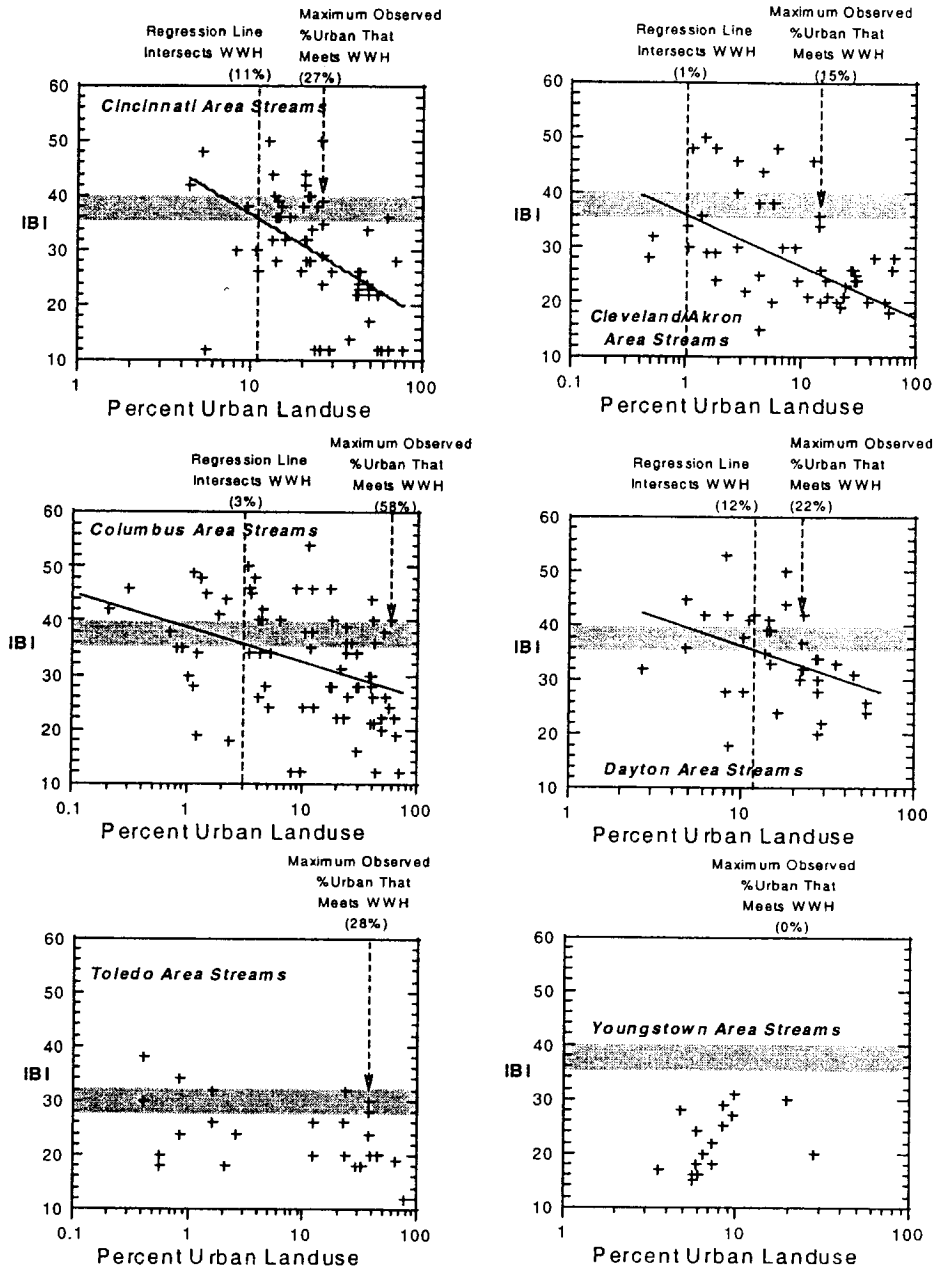 Regression Line
Intersects WWH
(11%)
Maximum Observed
%Urban That
Meets WWH
(27%)
60
50
40
IBI
30
20
10
Cincinnati Area Streams
1
10
100
Percent Urban Landuse
Regression Line
Intersects WWH
(1%)
Maximum Observed
%Urban That
Meets WWH
(15%)
60
50
40
IBI
30
20
10
Cleveland/Akron
Area Streams
0.1
1
10
100
Percent Urban Landuse
Regression Line
Intersects WWH
(3%)
Maximum Observed
%Urban That
Meets WWH
(58%)
60
50
40
IBI
30
20
10
Columbus Area Streams
0.1
1
10
100
Percent Urban Landuse
Regression Line
Intersects WWH
(12%)
Maximum Observed
%Urban That
Meets WWH
(22%)
60
50
40
IBI
30
20
10
Dayton Area Streams
1
10
100
Percent Urban Landuse
Maximum Observed
%Urban That
Meets WWH
(28%)
60
50
40
IBI
30
20
10
Toledo Area Streams
0.1
1
10
100
Percent Urban Landuse
Maximum Observed
%Urban That
Meets WWH
(0%)
60
50
40
IBI
30
20
10
Youngstown Area Streams
1
10
100
Percent Urban Landuse